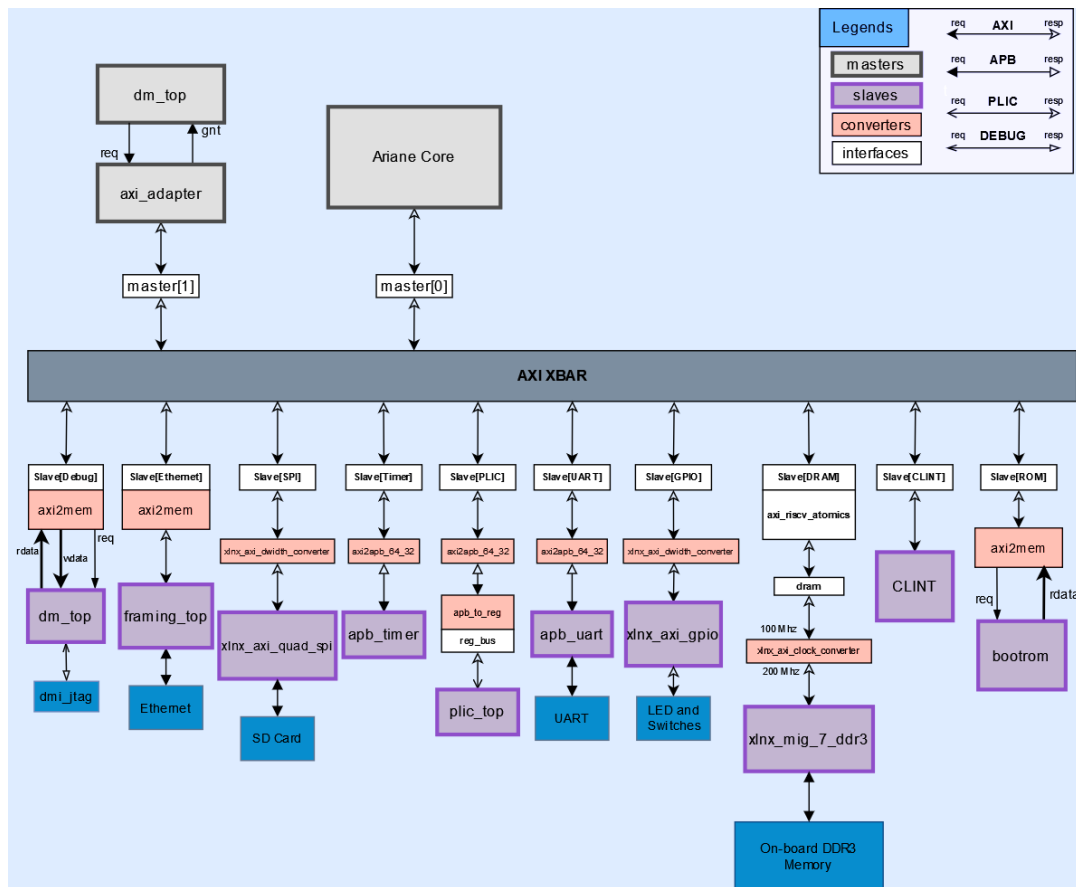 Legends
masters
slaves
converters
interfaces
req AXI resp
req APB resp
req PLIC resp
req DEBUG resp
dm_top
req
gnt
axi_adapter
Ariane Core
master[1]
master[0]
AXI XBAR
Slave[Debug]
axi2mem
rdata
wdata
req
dm_top
dmi_jtag
Slave[Ethernet]
axi2mem
framing_top
Ethernet
Slave[SPI]
xlnx_axi_dwidth_converter
xlnx_axi_quad_spi
SD Card
Slave[Timer]
axi2apb_64_32
apb_timer
Slave[PLIC]
axi2apb_64_32
apb_to_reg
reg_bus
plic_top
Slave[UART]
axi2apb_64_32
apb_uart
UART
Slave[GPIO]
xlnx_axi_dwidth_converter
xlnx_axi_gpio
LED and
Switches
Slave[DRAM]
axi_riscv_atomics
dram
100 Mhz
xlnx_axi_clock_converter
200 Mhz
xlnx_mig_7_ddr3
On-board DDR3
Memory
Slave[CLINT]
CLINT
Slave[ROM]
axi2mem
req
rdata
bootrom